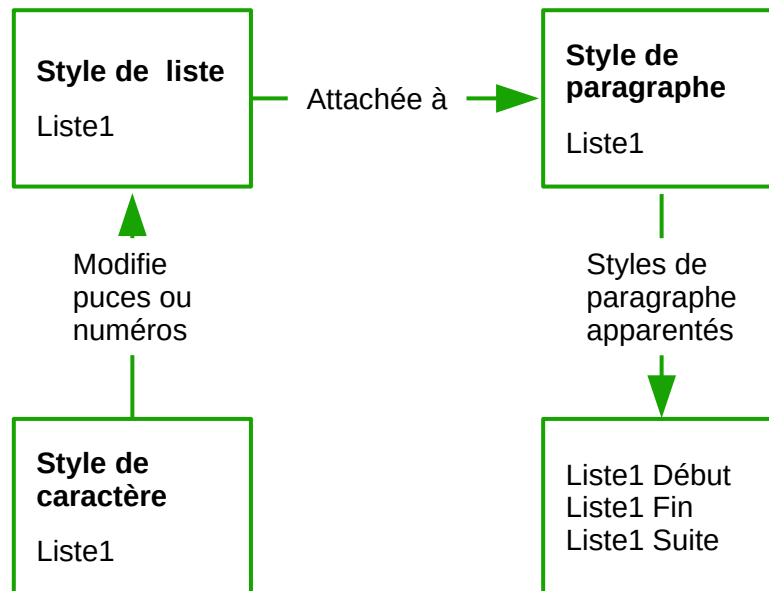 Style de  liste
Liste1
Attachée à
Style de
paragraphe
Liste1
Modifie
puces ou
numéros
Styles de
paragraphe
apparentés
Style de
caractère
Liste1
Liste1 Début
Liste1 Fin
Liste1 Suite